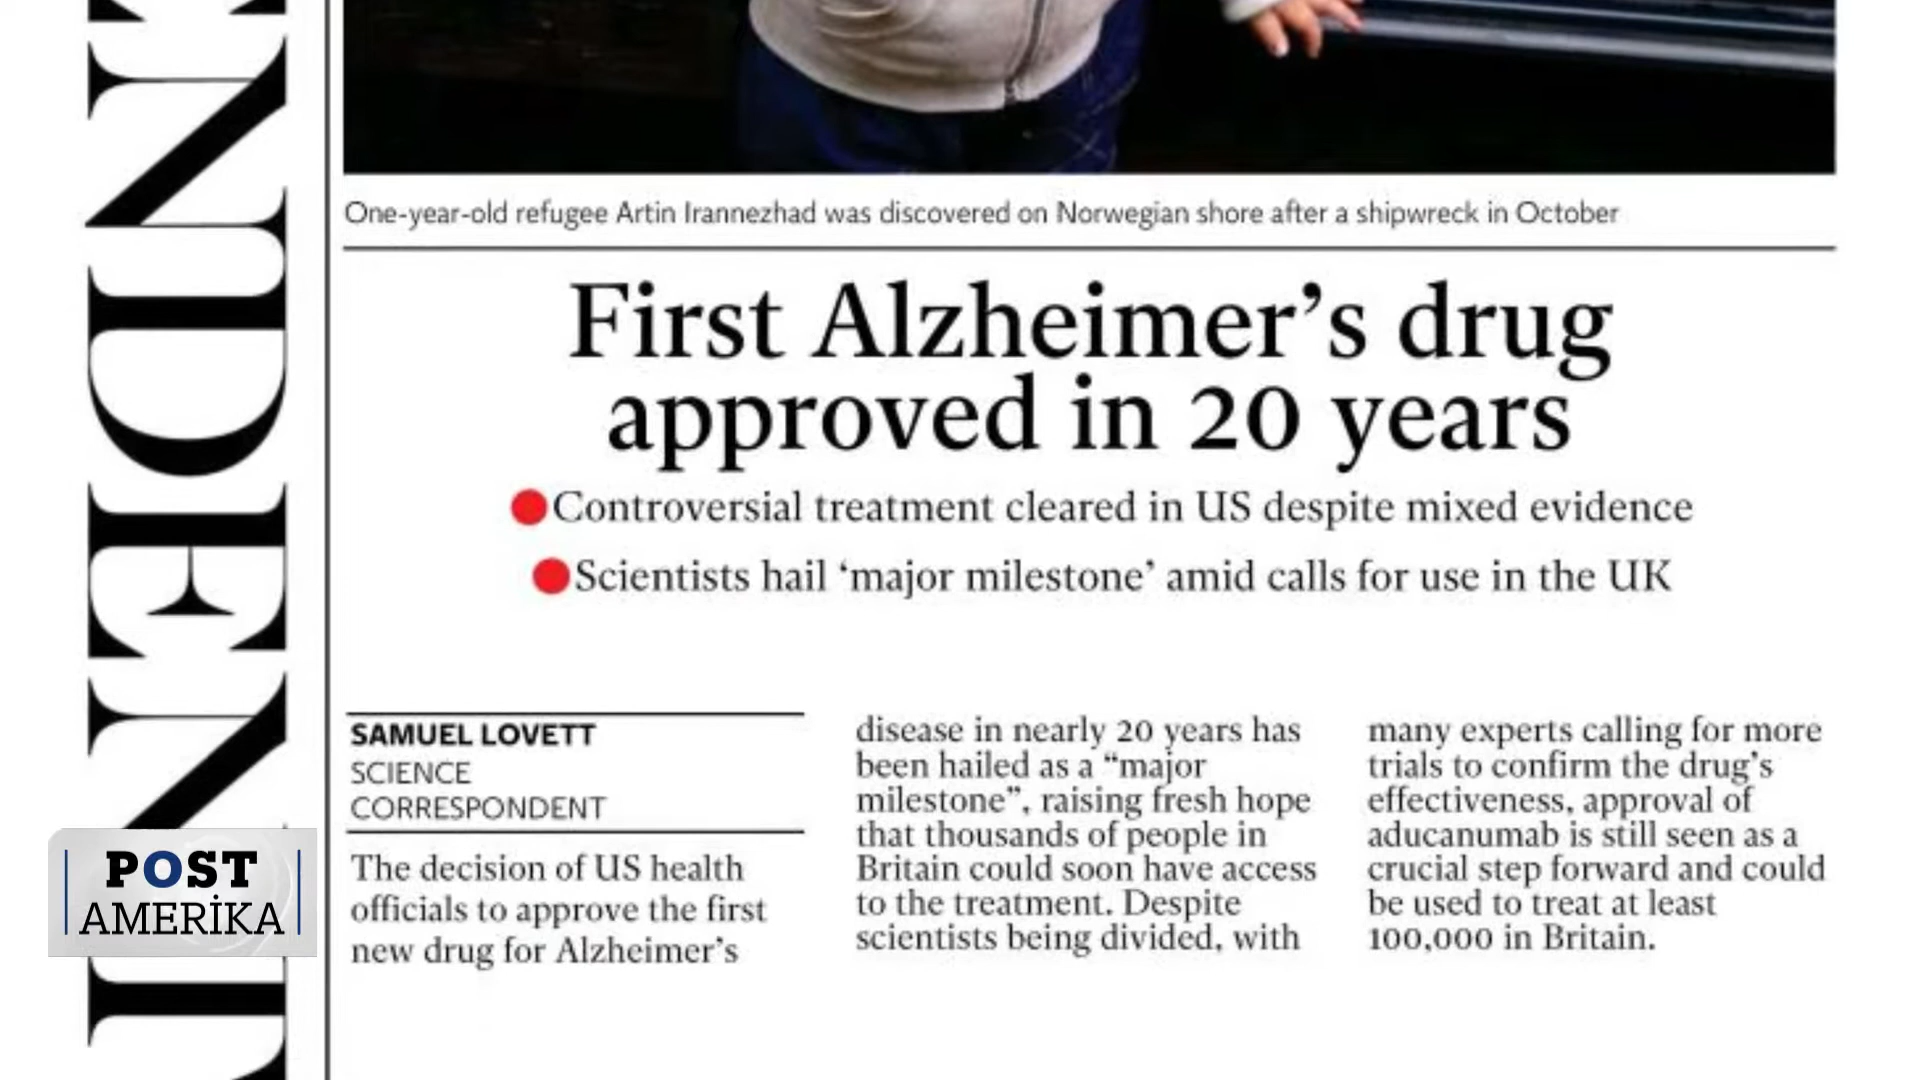 ENDENT
One-year-old refugee Artin Irannezhad was discovered on Norwegian shore after a shipwreck in October
First Alzheimer’s drug
approved in 20 years
Controversial treatment cleared in US despite mixed evidence
Scientists hail ‘major milestone’ amid calls for use in the UK
SAMUEL LOVETT
SCIENCE
CORRESPONDENT
The decision of US health
officials to approve the first
new drug for Alzheimer’s
disease in nearly 20 years has
been hailed as a “major
milestone”, raising fresh hope
that thousands of people in
Britain could soon have access
to the treatment. Despite
scientists being divided, with
many experts calling for more
trials to confirm the drug’s
effectiveness, approval of
aducanumab is still seen as a
crucial step forward and could
be used to treat at least
100,000 in Britain.
POST
AMERİKA